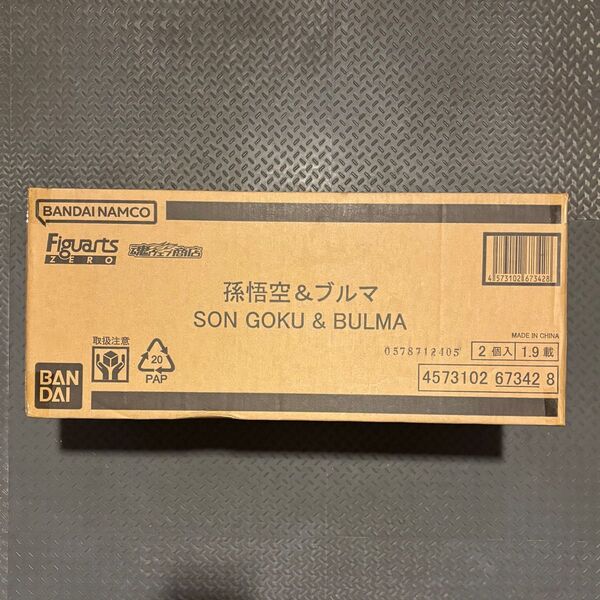 BANDAI NAMCO
Figuarts
ZERO
魂ウェブ商店
4573102673428
孫悟空&ブルマ
SON GOKU & BULMA
MADE IN CHINA
取扱注意
20
PAP
0578712405
2個入
1.9載
BAN
DAI
4573102 67342 8